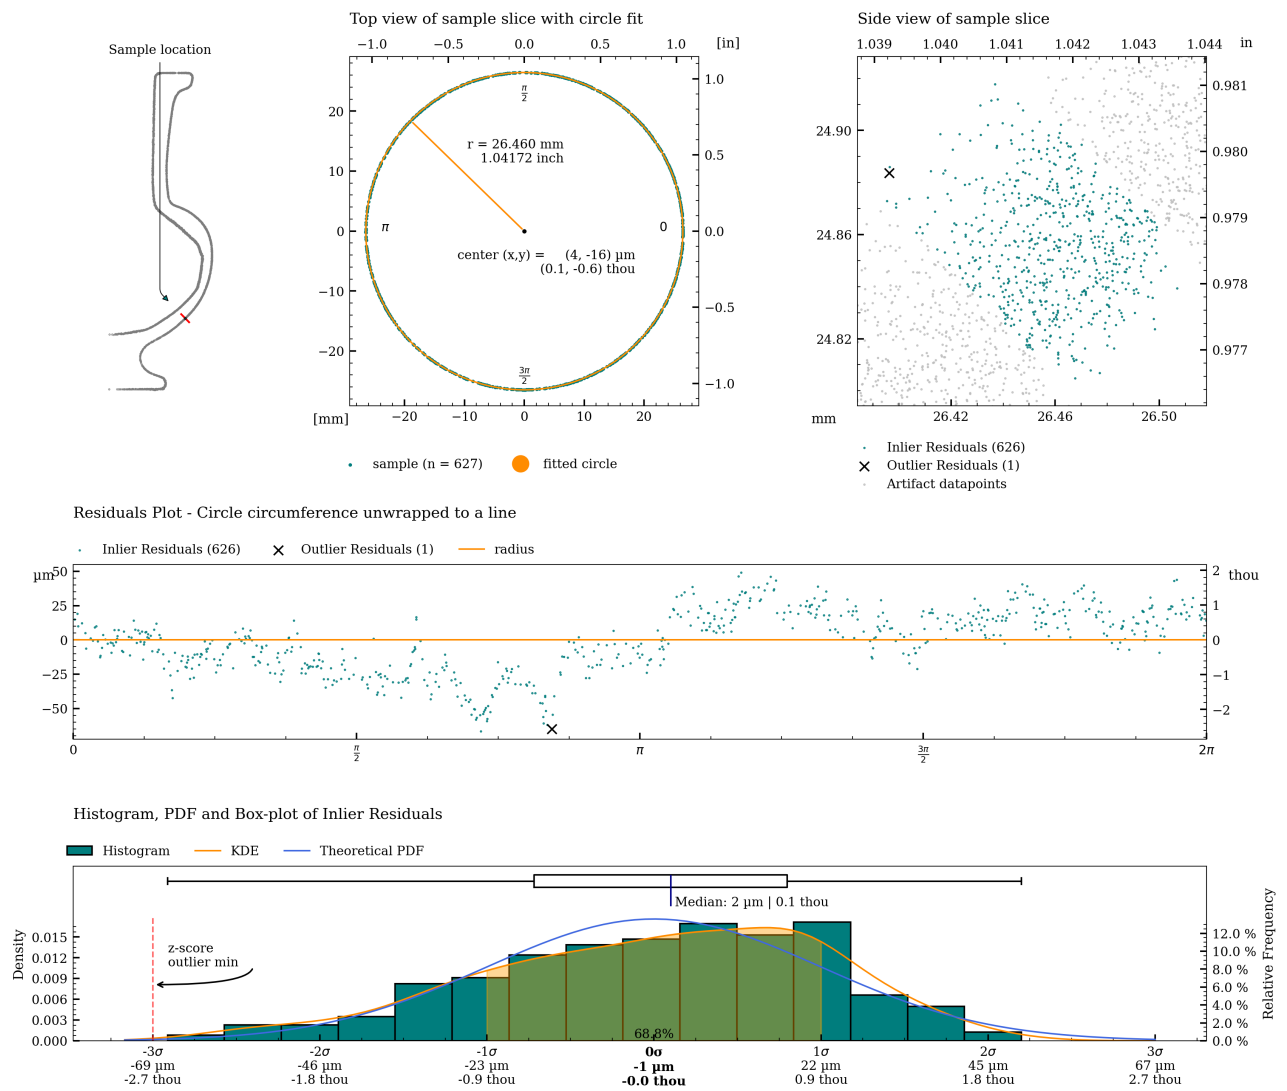 Sample location
Top view of sample slice with circle fit
−1.0 −0.5 0.0 0.5 1.0 [in]
20
10
0
−10
−20
1.0
0.5
0.0
−0.5
−1.0
π/2
π
0
3π/2
r = 26.460 mm
1.04172 inch
center (x,y) = (4, -16) µm
(0.1, -0.6) thou
[mm] −20 −10 0 10 20
sample (n = 627) fitted circle
Side view of sample slice
1.039 1.040 1.041 1.042 1.043 1.044 in
24.90
24.86
24.82
0.981
0.980
0.979
0.978
0.977
mm 26.42 26.46 26.50
Inlier Residuals (626)
Outlier Residuals (1)
Artifact datapoints
Residuals Plot - Circle circumference unwrapped to a line
Inlier Residuals (626) Outlier Residuals (1) radius
µm
50
25
0
−25
−50
thou
2
1
0
−1
−2
0 π/2 π 3π/2 2π
Histogram, PDF and Box-plot of Inlier Residuals
Histogram KDE Theoretical PDF
Median: 2 µm | 0.1 thou
z-score
outlier min
Density
0.015
0.012
0.009
0.006
0.003
0.000
Relative Frequency
12.0 %
10.0 %
8.0 %
6.0 %
4.0 %
2.0 %
0.0 %
68.8%
-3σ -2σ -1σ 0σ 1σ 2σ 3σ
-69 µm -46 µm -23 µm -1 µm 22 µm 45 µm 67 µm
-2.7 thou -1.8 thou -0.9 thou -0.0 thou 0.9 thou 1.8 thou 2.7 thou